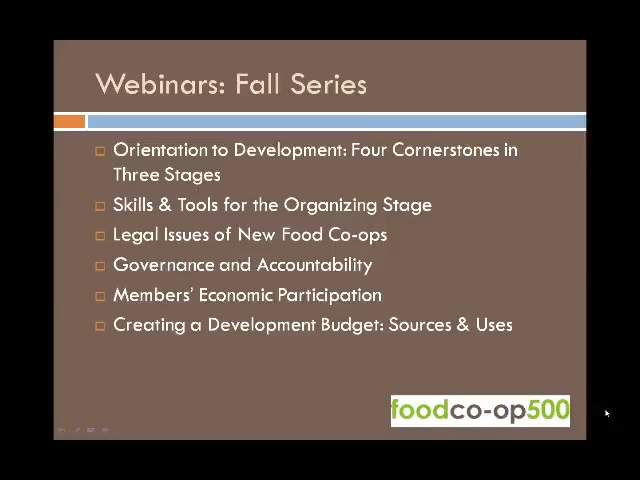 Webinars: Fall Series
Orientation to Development: Four Cornerstones in
Three Stages
Skills & Tools for the Organizing Stage
Legal Issues of New Food Co-ops
Governance and Accountability
Members' Economic Participation
Creating a Development Budget: Sources & Uses
foodco-op500